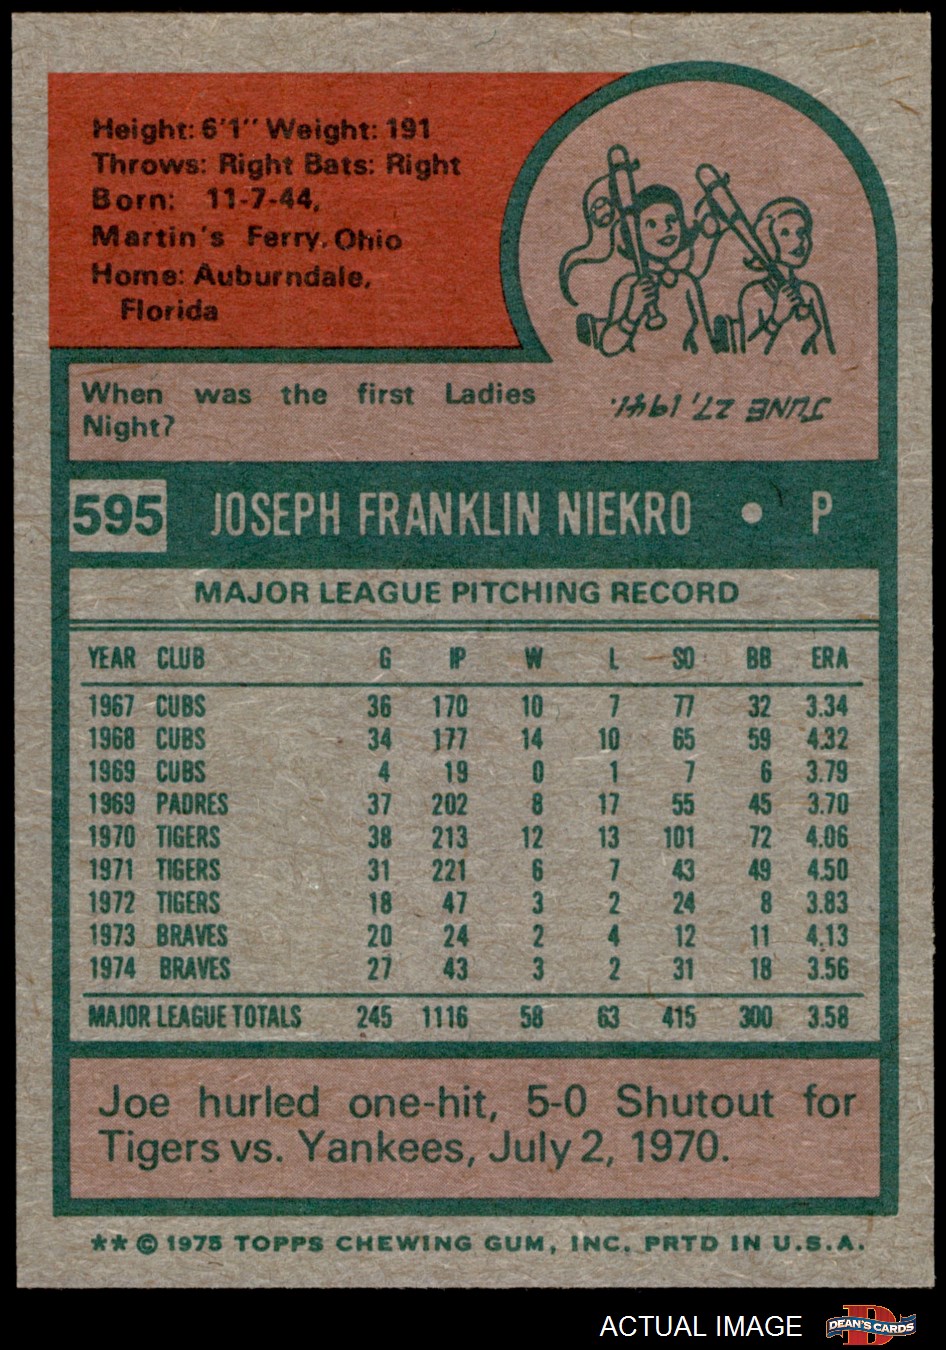 Height: 6'1" Weight: 191
Throws: Right Bats: Right
Born: 11-7-44,
Martin's Ferry, Ohio
Home: Auburndale,
Florida
When was the first Ladies
Night?
JUNE 27, 1941.
595 JOSEPH FRANKLIN NIEKRO • P
MAJOR LEAGUE PITCHING RECORD
YEAR CLUB G IP W L SO BB ERA
1967 CUBS 36 170 10 7 77 32 3.34
1968 CUBS 34 177 14 10 65 59 4.32
1969 CUBS 4 19 0 1 7 6 3.79
1969 PADRES 37 202 8 17 55 45 3.70
1970 TIGERS 38 213 12 13 101 72 4.06
1971 TIGERS 31 221 6 7 43 49 4.50
1972 TIGERS 18 47 3 2 24 8 3.83
1973 BRAVES 20 24 2 4 12 11 4.13
1974 BRAVES 27 43 3 2 31 18 3.56
MAJOR LEAGUE TOTALS 245 1116 58 63 415 300 3.58
Joe hurled one-hit, 5-0 Shutout for
Tigers vs. Yankees, July 2, 1970.
** © 1975 TOPPS CHEWING GUM, INC. PRTD IN U.S.A.
ACTUAL IMAGE DEAN'S CARDS